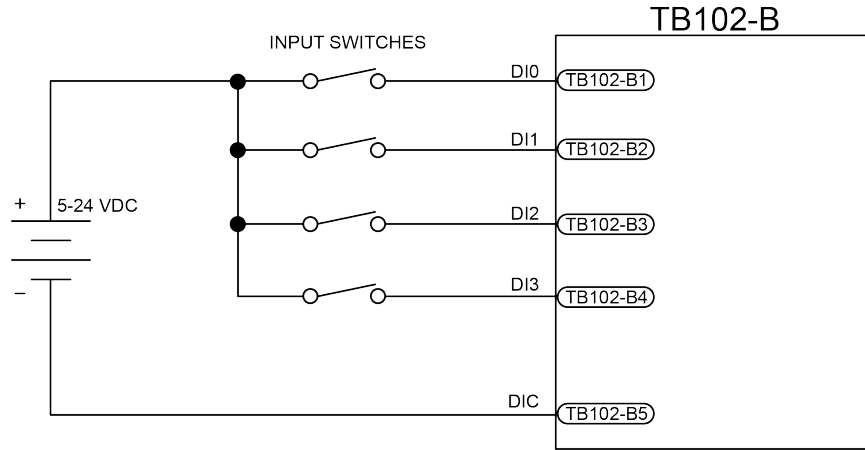 TB102-B
INPUT SWITCHES
DI0
TB102-B1
DI1
TB102-B2
+
5-24 VDC
DI2
TB102-B3
–
DI3
TB102-B4
DIC
TB102-B5